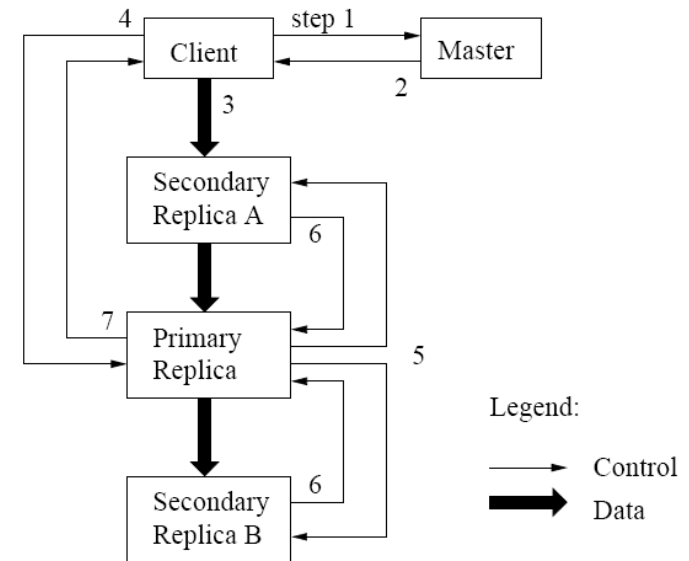 4
step 1
Client
Master
2
3
Secondary
Replica A
6
7
Primary
Replica
5
Legend:
Control
Data
6
Secondary
Replica B